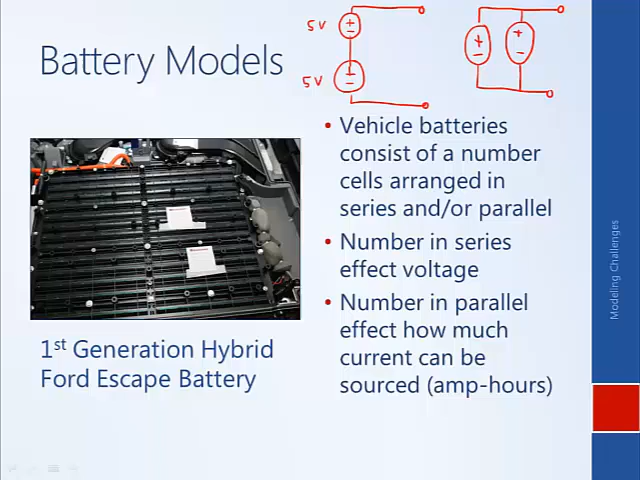 5V
5V
Battery Models
• Vehicle batteries
consist of a number
cells arranged in
series and/or parallel
• Number in series
effect voltage
• Number in parallel
effect how much
current can be
sourced (amp-hours)
1st Generation Hybrid
Ford Escape Battery
Modeling Challenges